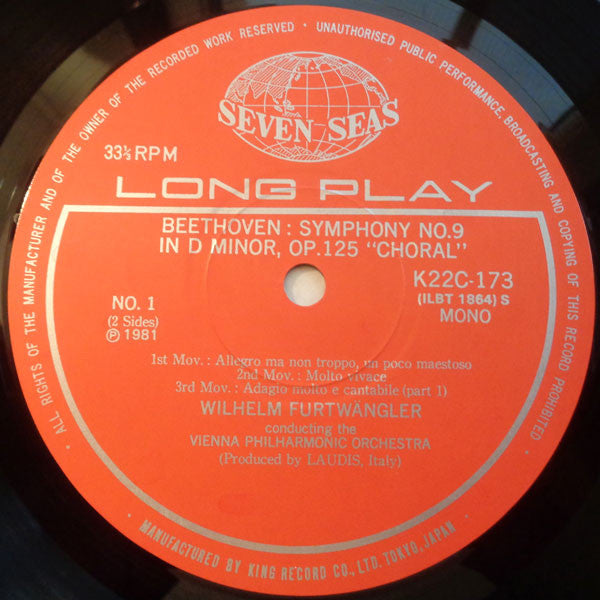 ALL RIGHTS OF THE MANUFACTURER AND OF THE OWNER OF THE RECORDED WORK RESERVED • UNAUTHORISED PUBLIC PERFORMANCE, BROADCASTING AND COPYING OF THIS RECORD PROHIBITED
SEVEN SEAS
33⅓ RPM
LONG PLAY
BEETHOVEN : SYMPHONY NO.9
IN D MINOR, OP.125 "CHORAL"
K22C-173
(ILBT 1864) S
MONO
NO. 1
(2 Sides)
℗ 1981
1st Mov. : Allegro ma non troppo, un poco maestoso
2nd Mov. : Molto vivace
3rd Mov. : Adagio molto e cantabile (part 1)
WILHELM FURTWÄNGLER
conducting the
VIENNA PHILHARMONIC ORCHESTRA
(Produced by LAUDIS, Italy)
• MANUFACTURED BY KING RECORD CO., LTD. TOKYO, JAPAN •